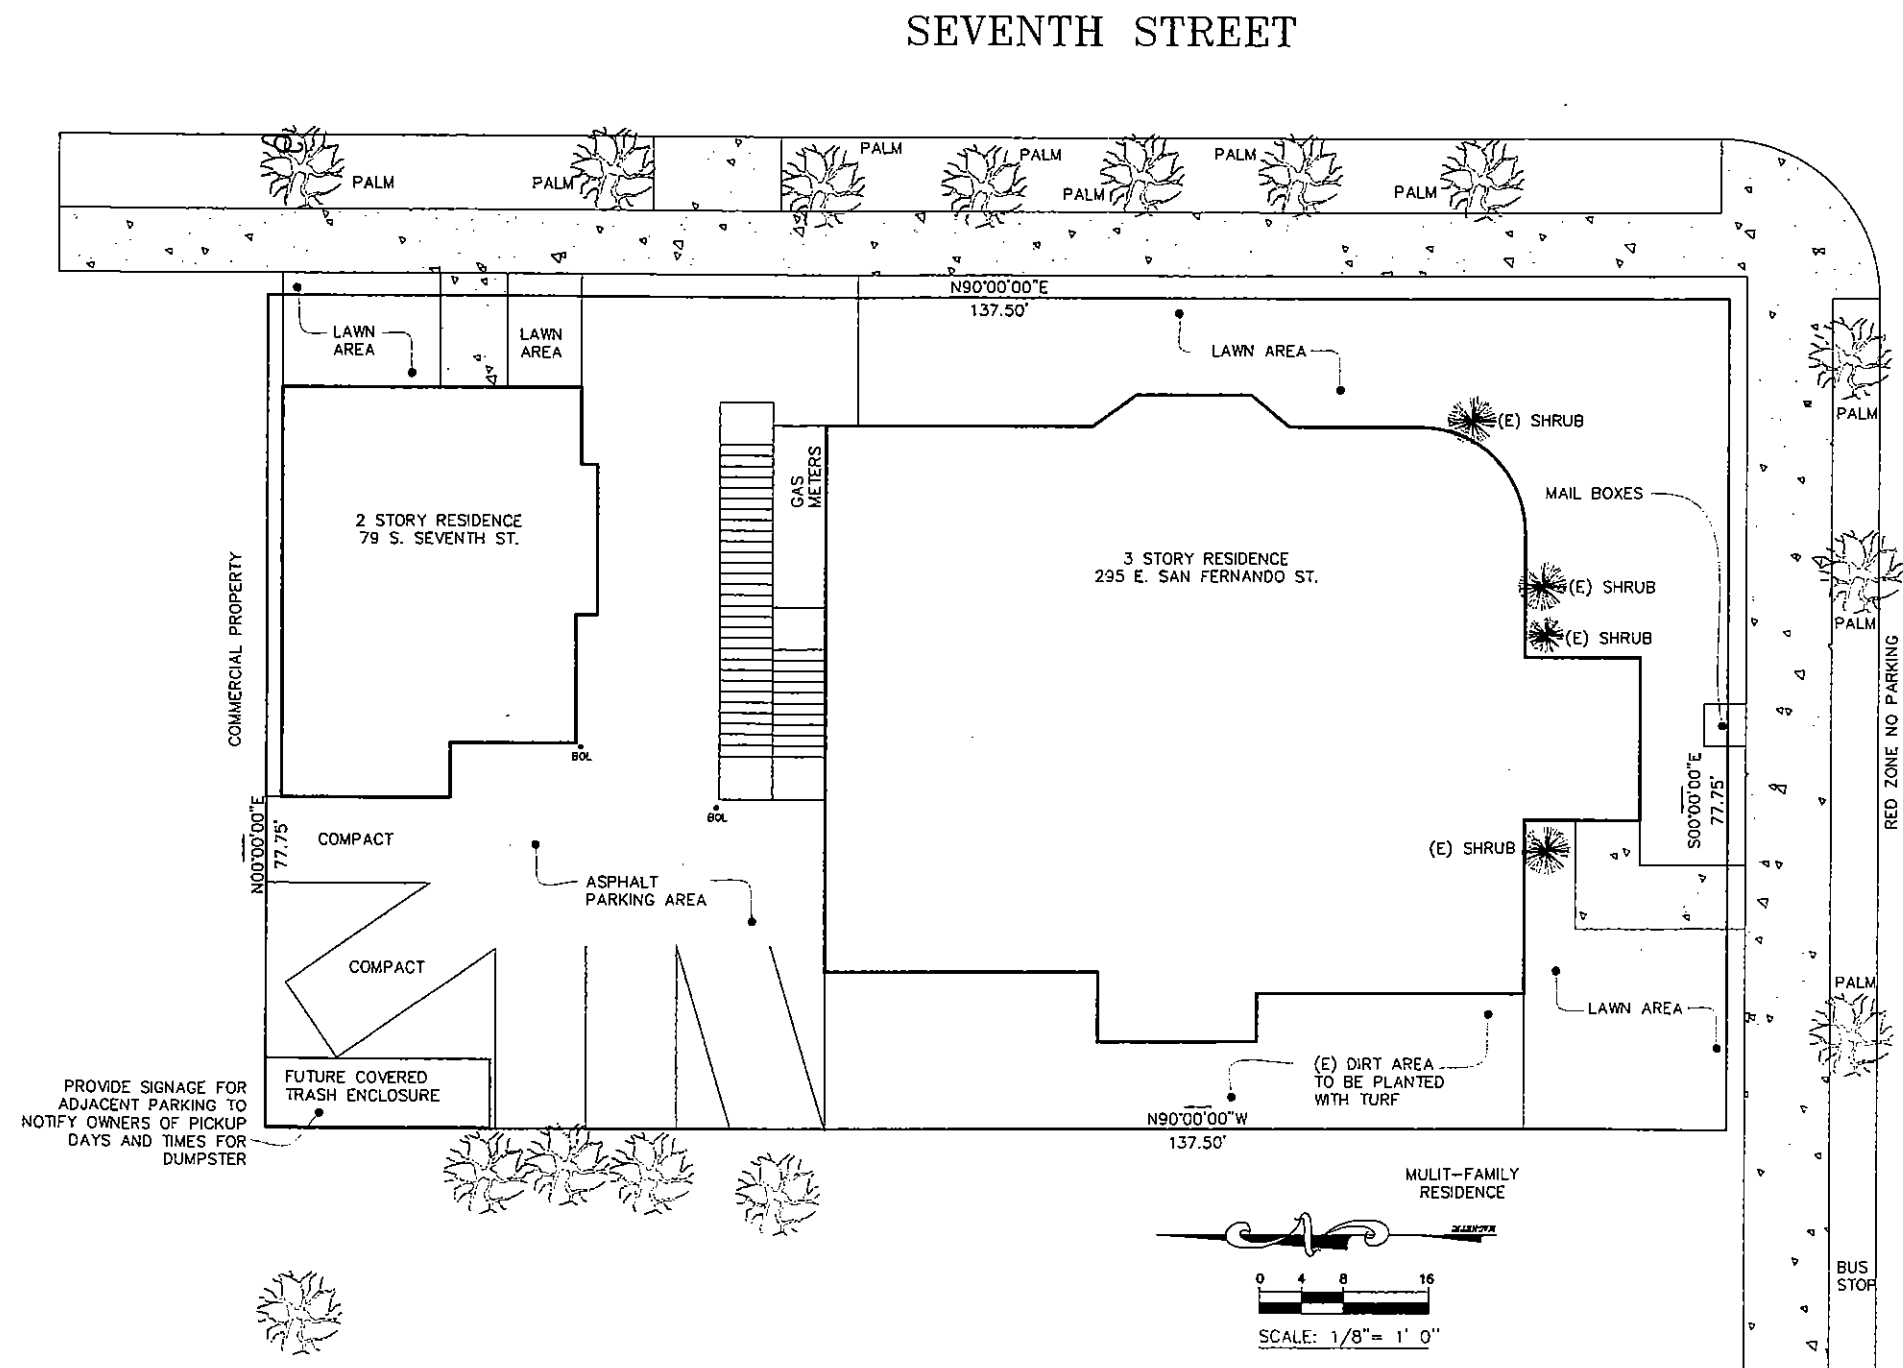 SEVENTH STREET
PALM
PALM
PALM
PALM
PALM
PALM
PALM
N90°00'00"E
137.50'
LAWN
AREA
LAWN
AREA
LAWN AREA
(E) SHRUB
PALM
GAS
METERS
MAIL BOXES
2 STORY RESIDENCE
79 S. SEVENTH ST.
3 STORY RESIDENCE
295 E. SAN FERNANDO ST.
(E) SHRUB
(E) SHRUB
PALM
COMMERCIAL PROPERTY
RED ZONE NO PARKING
BOL
BOL
S00°00'00"E
77.75'
N00°00'00"E
77.75'
COMPACT
(E) SHRUB
ASPHALT
PARKING AREA
COMPACT
PALM
LAWN AREA
(E) DIRT AREA
TO BE PLANTED
WITH TURF
FUTURE COVERED
TRASH ENCLOSURE
PROVIDE SIGNAGE FOR
ADJACENT PARKING TO
NOTIFY OWNERS OF PICKUP
DAYS AND TIMES FOR
DUMPSTER
N90°00'00"W
137.50'
MULIT-FAMILY
RESIDENCE
MAGNETIC
0 4 8 16
SCALE: 1/8"= 1' 0"
BUS
STOP